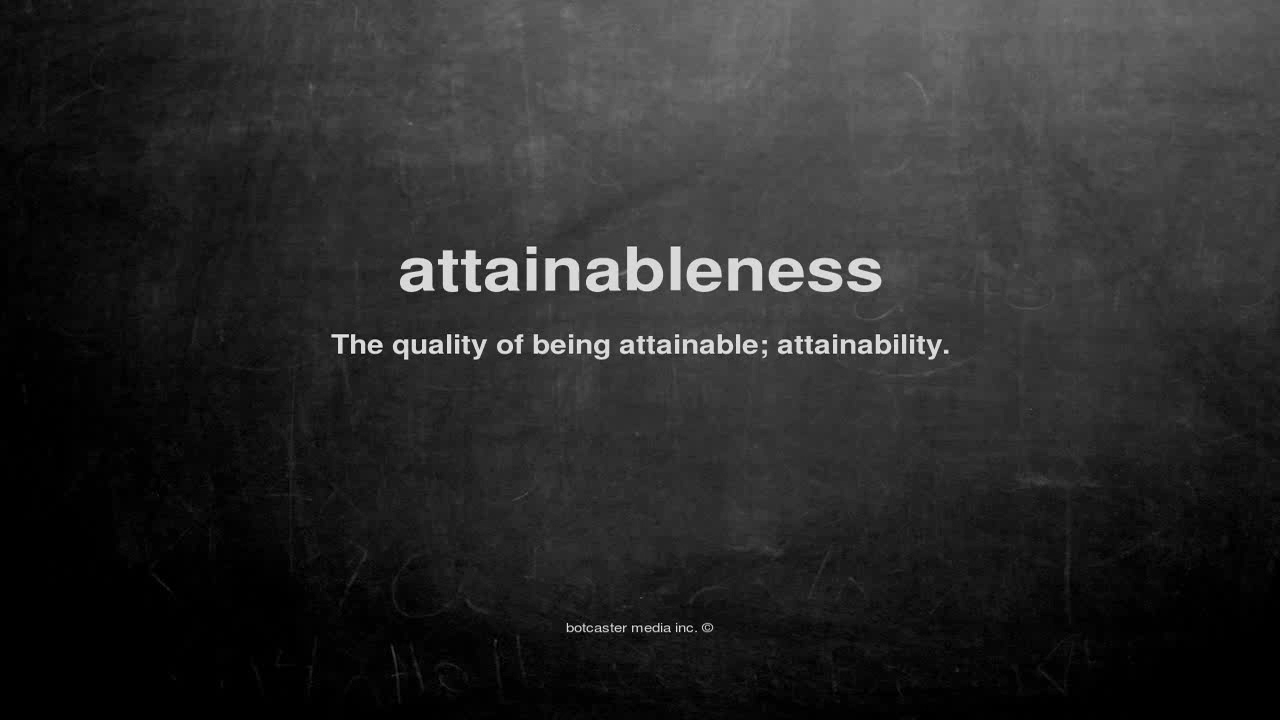 attainableness
The quality of being attainable; attainability.
botcaster media inc. ©